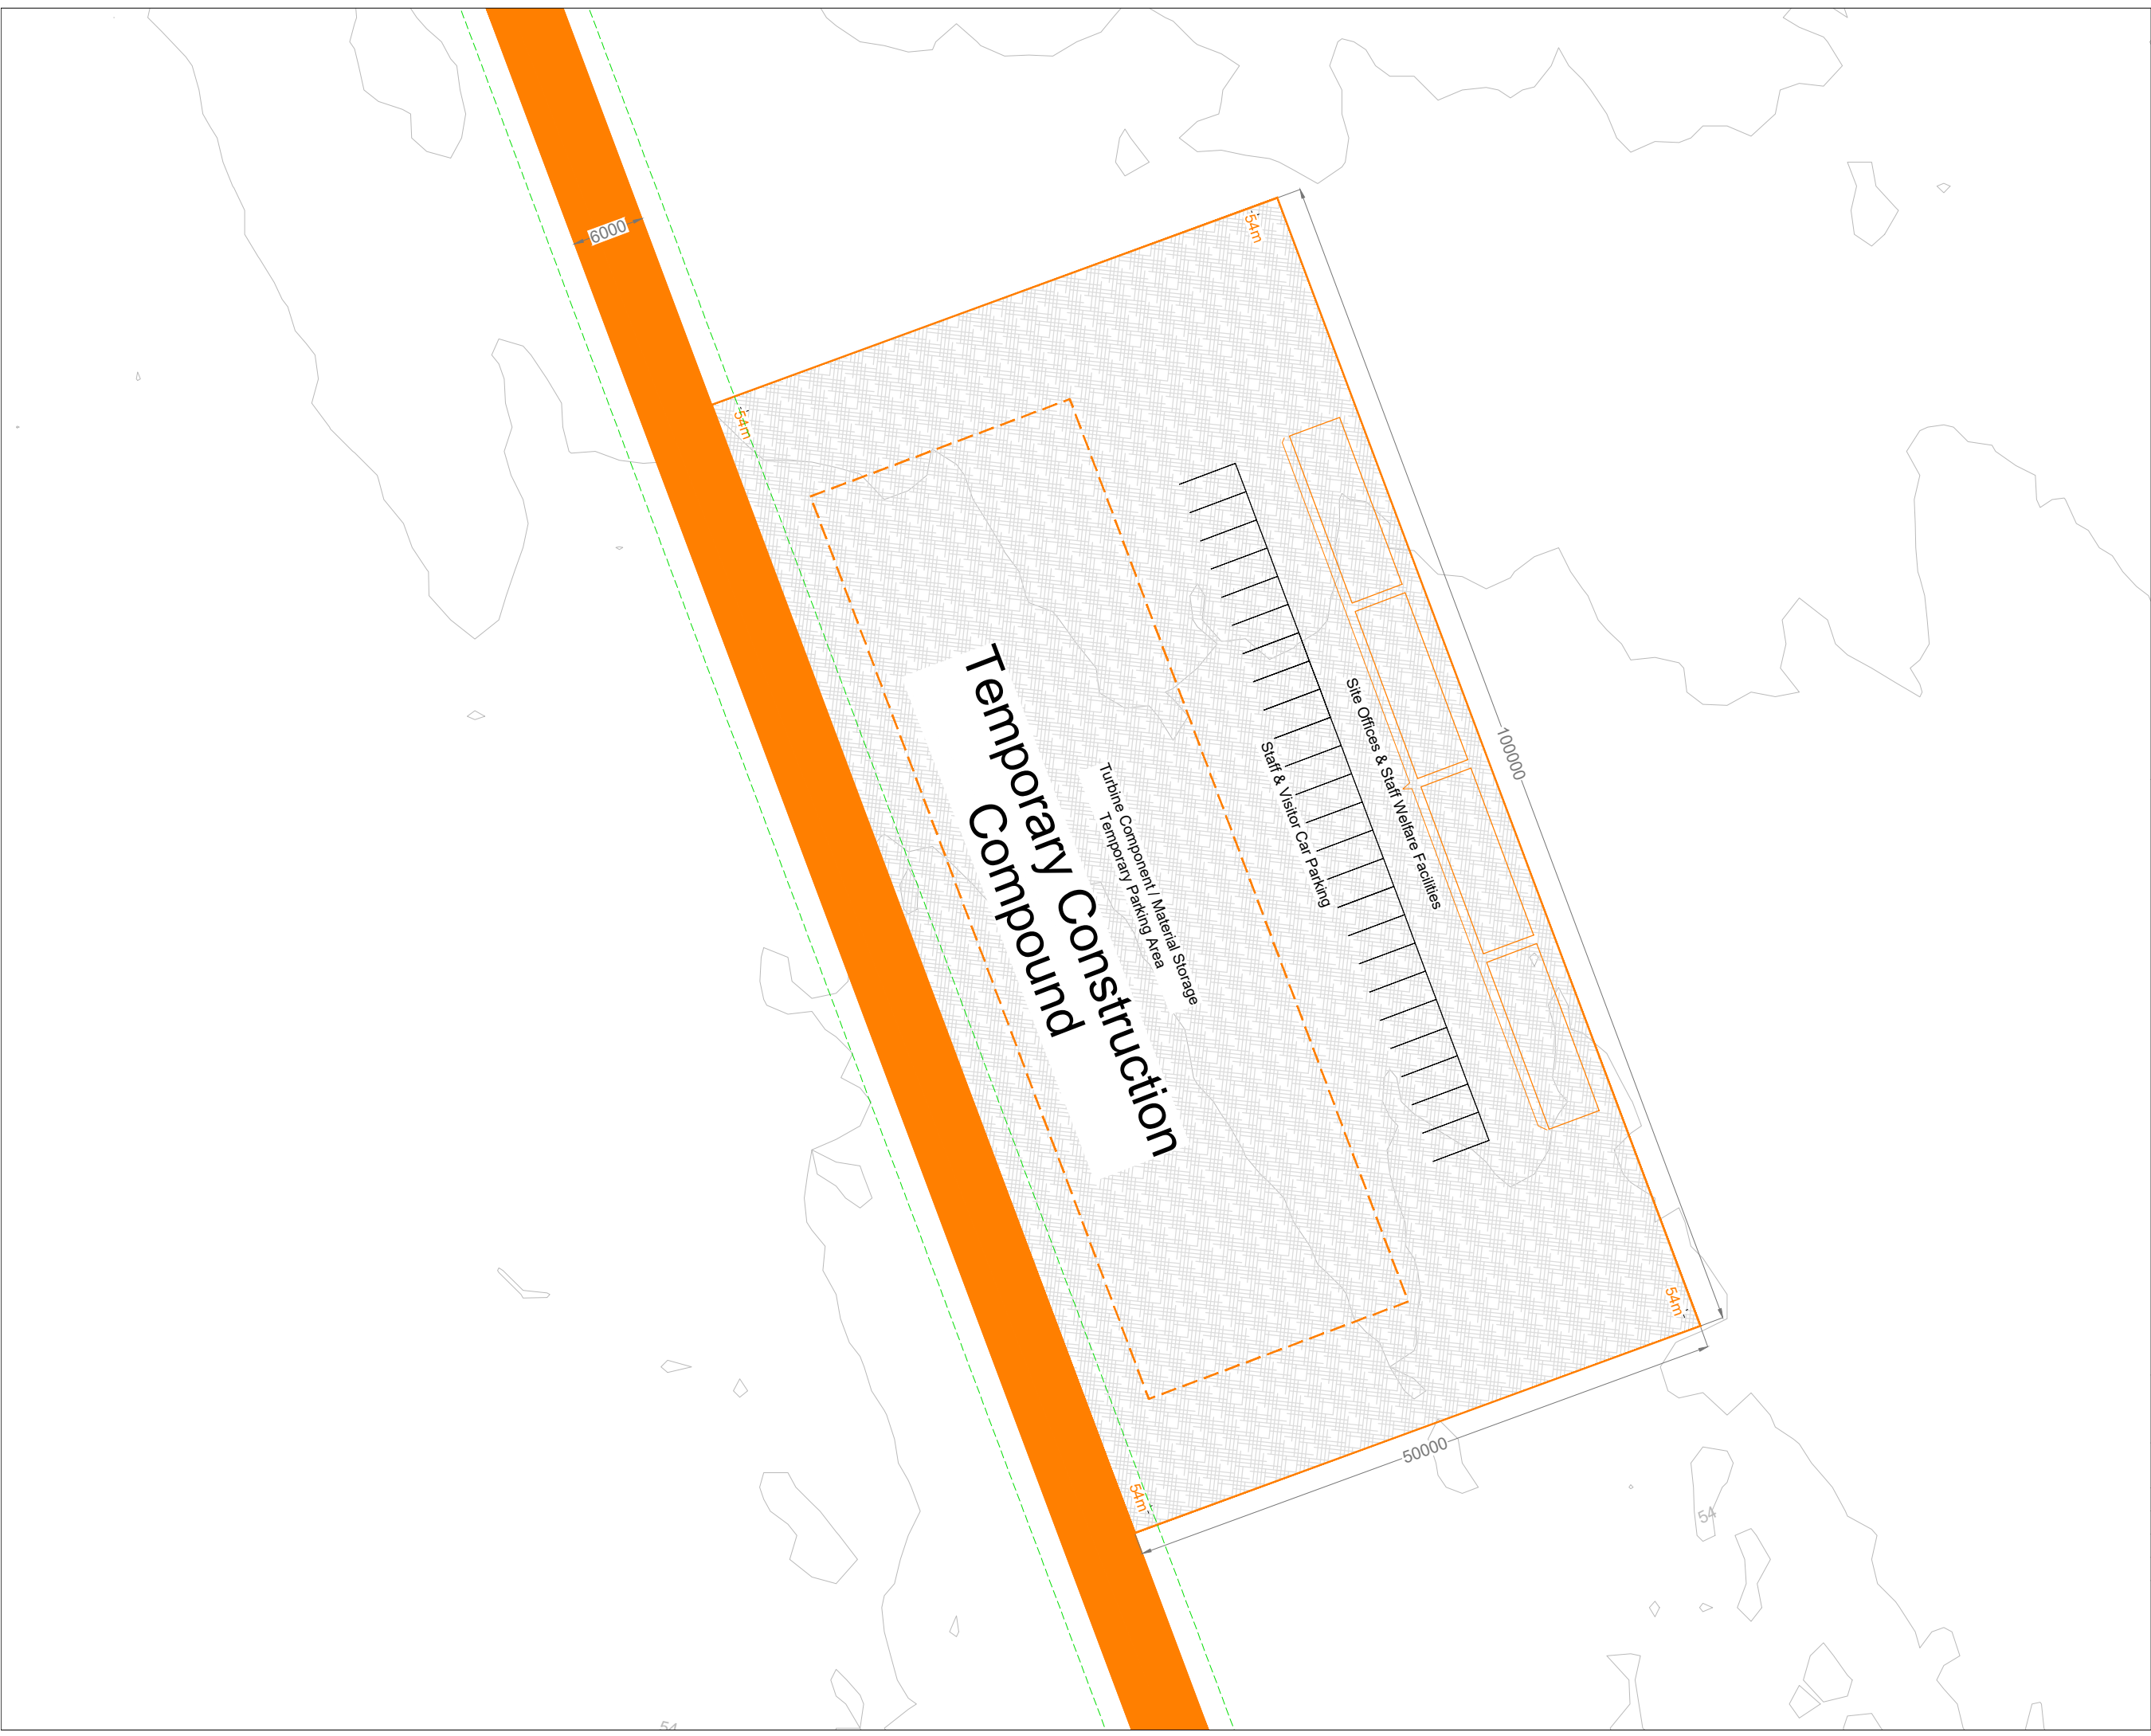 6000
54m
54m
Temporary Construction
Compound
Turbine Component / Material Storage
Temporary Parking Area
Staff & Visitor Car Parking
Site Offices & Staff Welfare Facilities
100000
54m
54m
50000
54
54